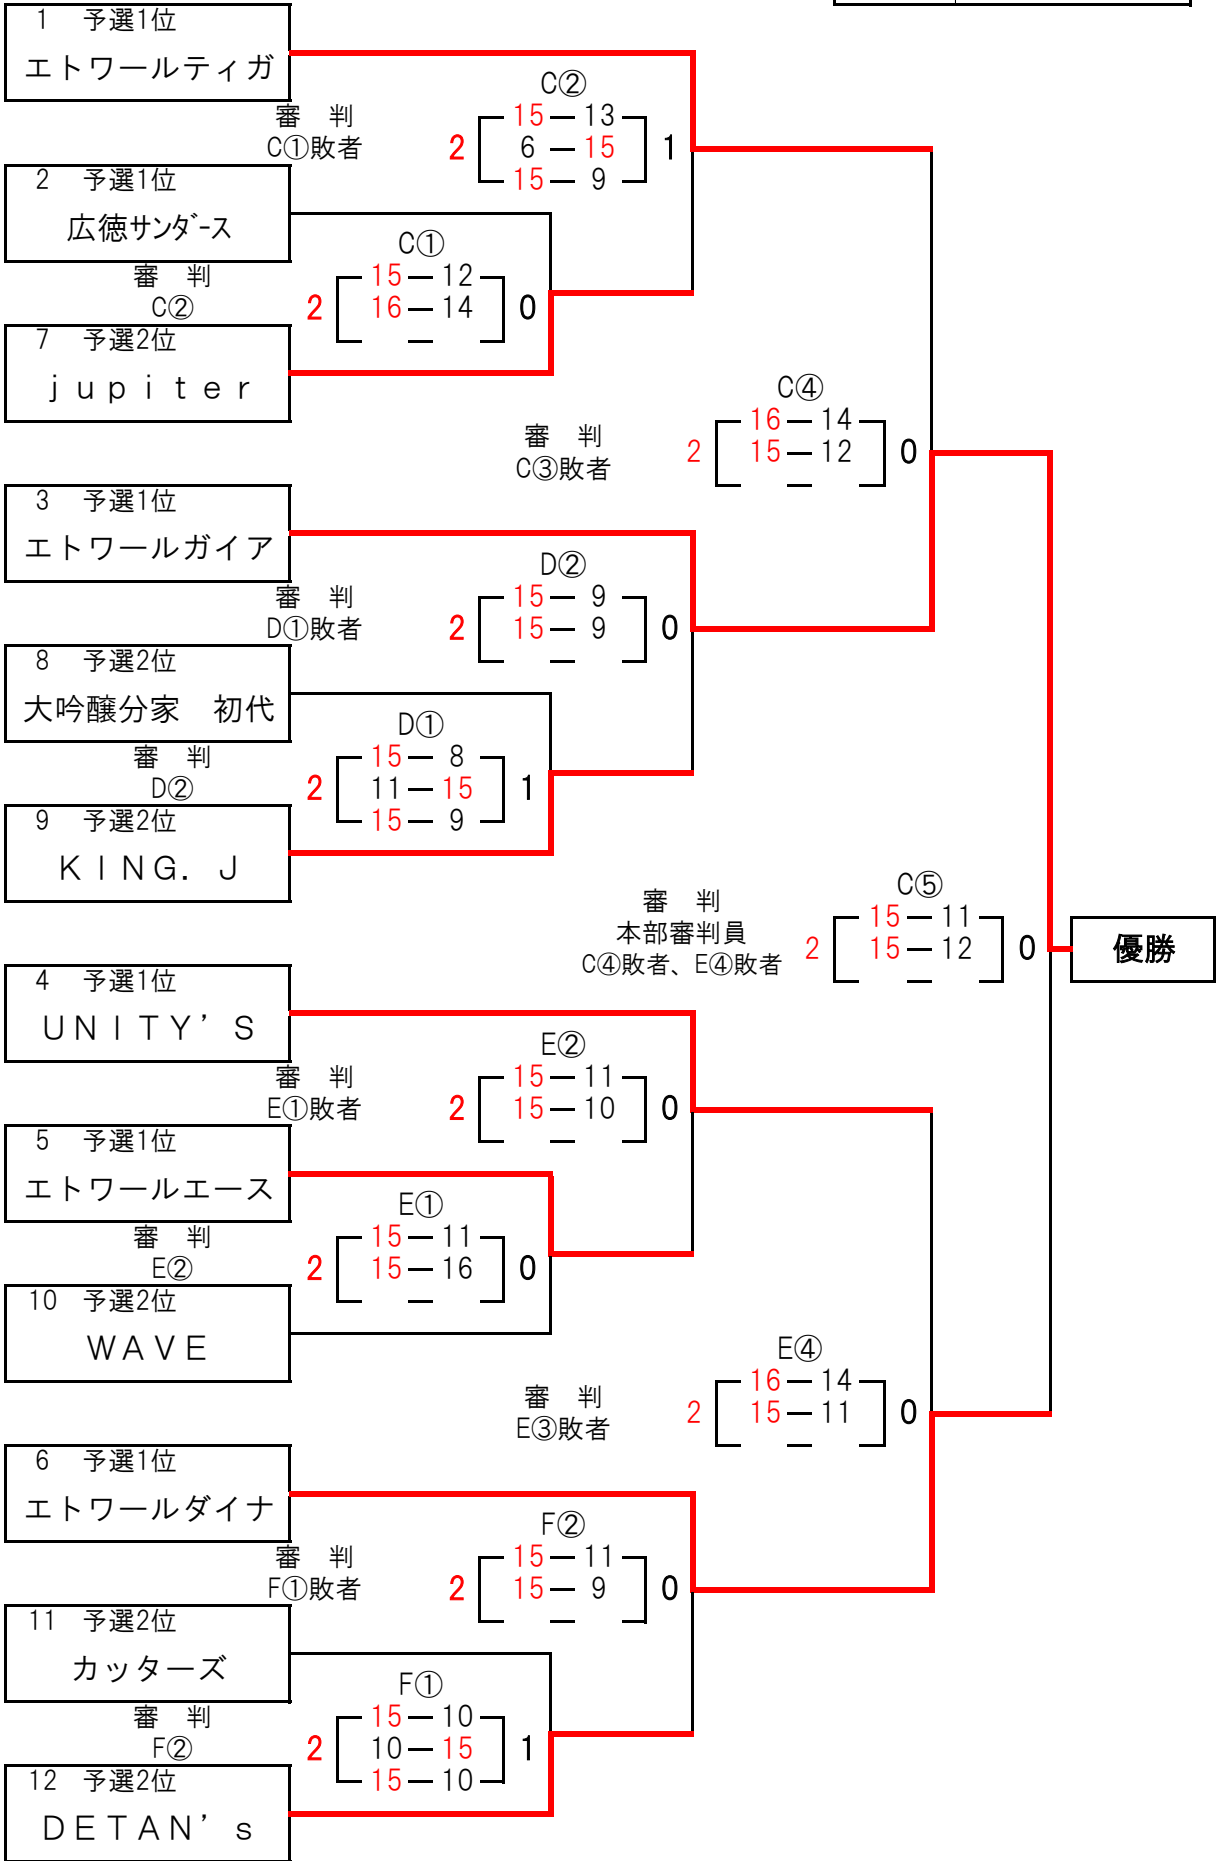 1 予選1位
エトワールティガ
C②
審 判
C①敗者
2
15 ― 13
6 ― 15
15 ― 9
1
2 予選1位
広徳サンダース
C①
審 判
C②
2
15 ― 12
16 ― 14
―
0
7 予選2位
jupiter
C④
審 判
C③敗者
2
16 ― 14
15 ― 12
―
0
3 予選1位
エトワールガイア
D②
審 判
D①敗者
2
15 ― 9
15 ― 9
―
0
8 予選2位
大吟醸分家 初代
D①
審 判
D②
2
15 ― 8
11 ― 15
15 ― 9
1
9 予選2位
KING. J
C⑤
審 判
本部審判員
C④敗者、E④敗者
2
15 ― 11
15 ― 12
―
0
優勝
4 予選1位
UNITY’S
E②
審 判
E①敗者
2
15 ― 11
15 ― 10
―
0
5 予選1位
エトワールエース
E①
審 判
E②
2
15 ― 11
15 ― 16
―
0
10 予選2位
WAVE
E④
審 判
E③敗者
2
16 ― 14
15 ― 11
―
0
6 予選1位
エトワールダイナ
F②
審 判
F①敗者
2
15 ― 11
15 ― 9
―
0
11 予選2位
カッターズ
F①
審 判
F②
2
15 ― 10
10 ― 15
15 ― 10
1
12 予選2位
DETAN’s